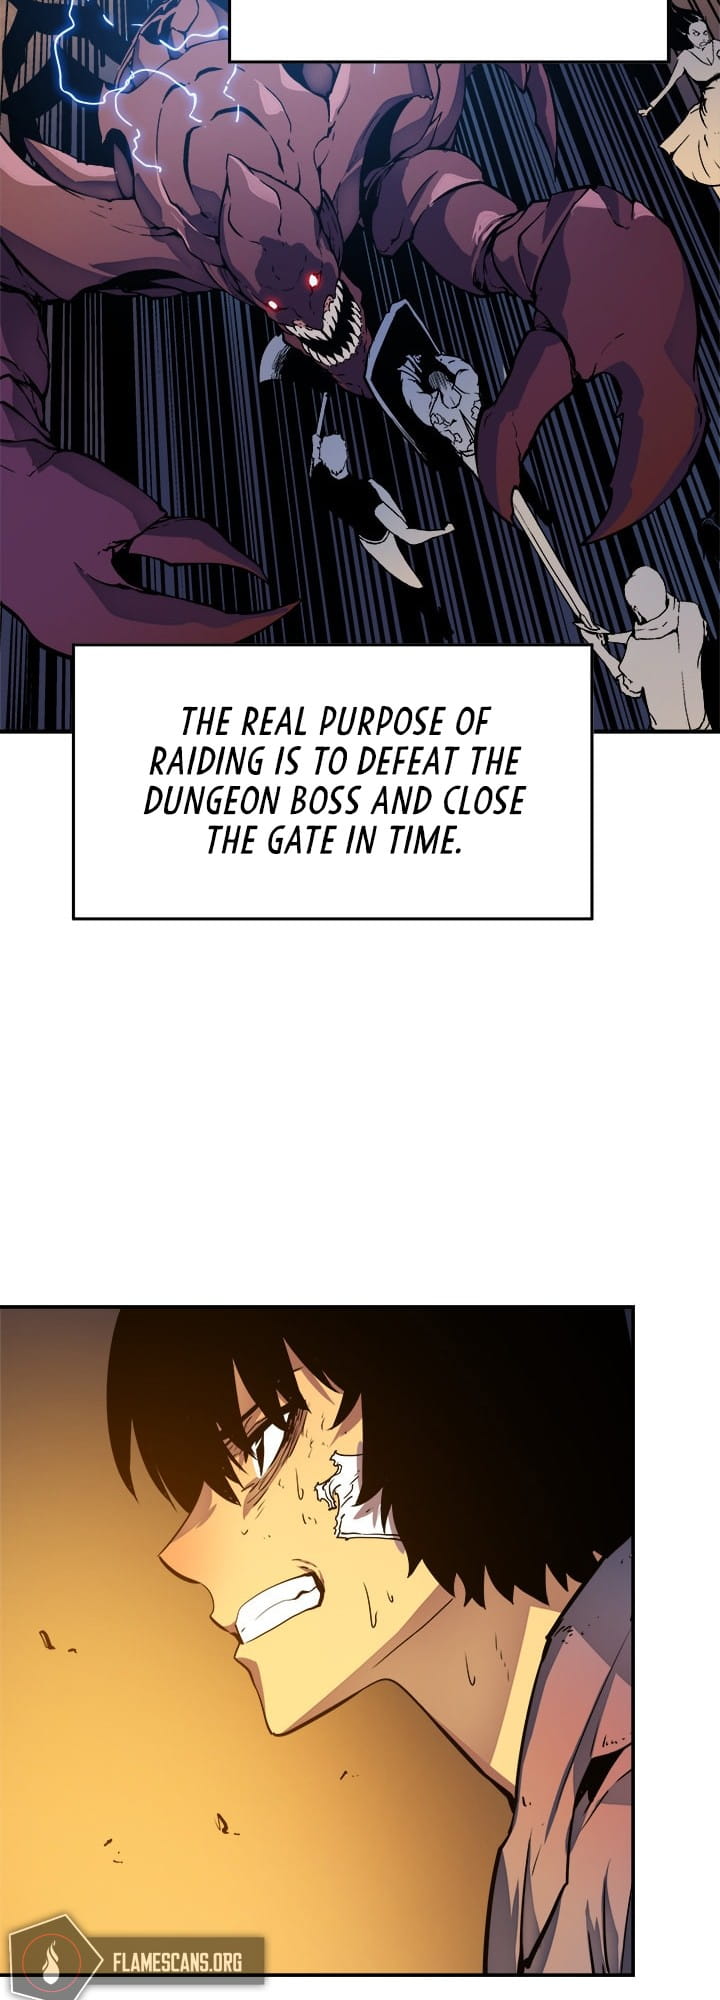 THE REAL PURPOSE OF
RAIDING IS TO DEFEAT THE
DUNGEON BOSS AND CLOSE
THE GATE IN TIME.
FLAMESCANS.ORG